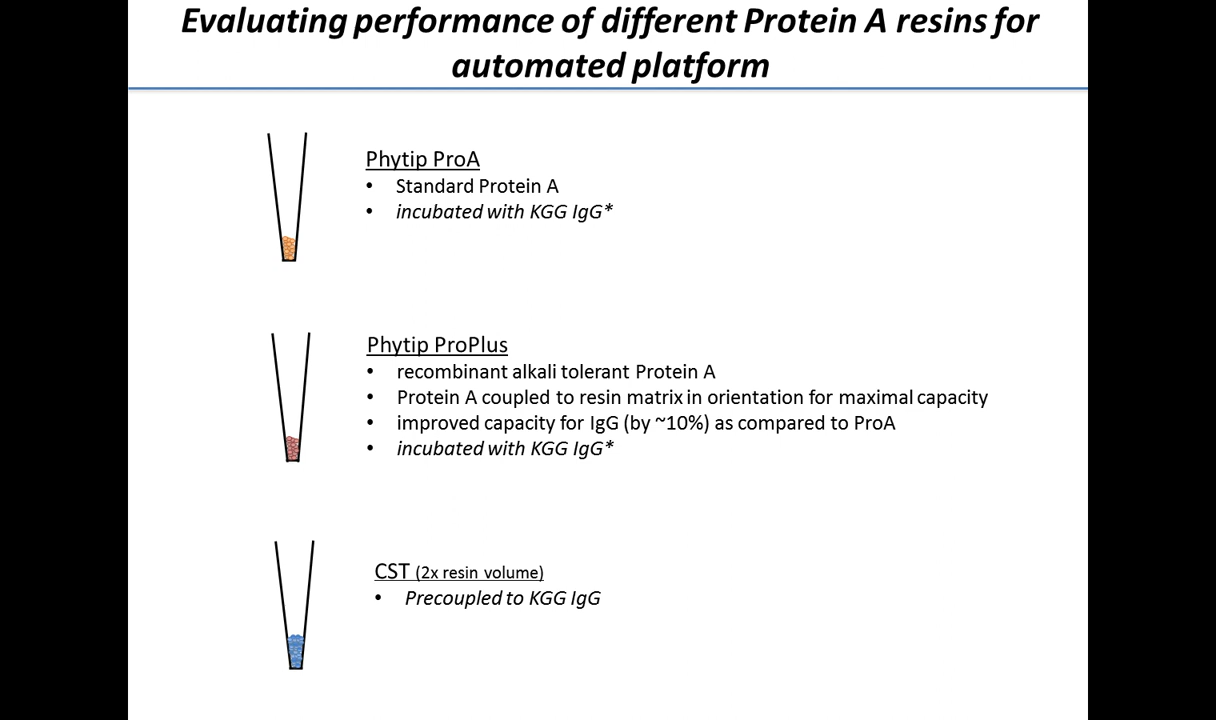 Evaluating performance of different Protein A resins for
automated platform
Phytip ProA
• Standard Protein A
• incubated with KGG IgG*
Phytip ProPlus
• recombinant alkali tolerant Protein A
• Protein A coupled to resin matrix in orientation for maximal capacity
• improved capacity for IgG (by ~10%) as compared to ProA
• incubated with KGG IgG*
CST (2x resin volume)
• Precoupled to KGG IgG